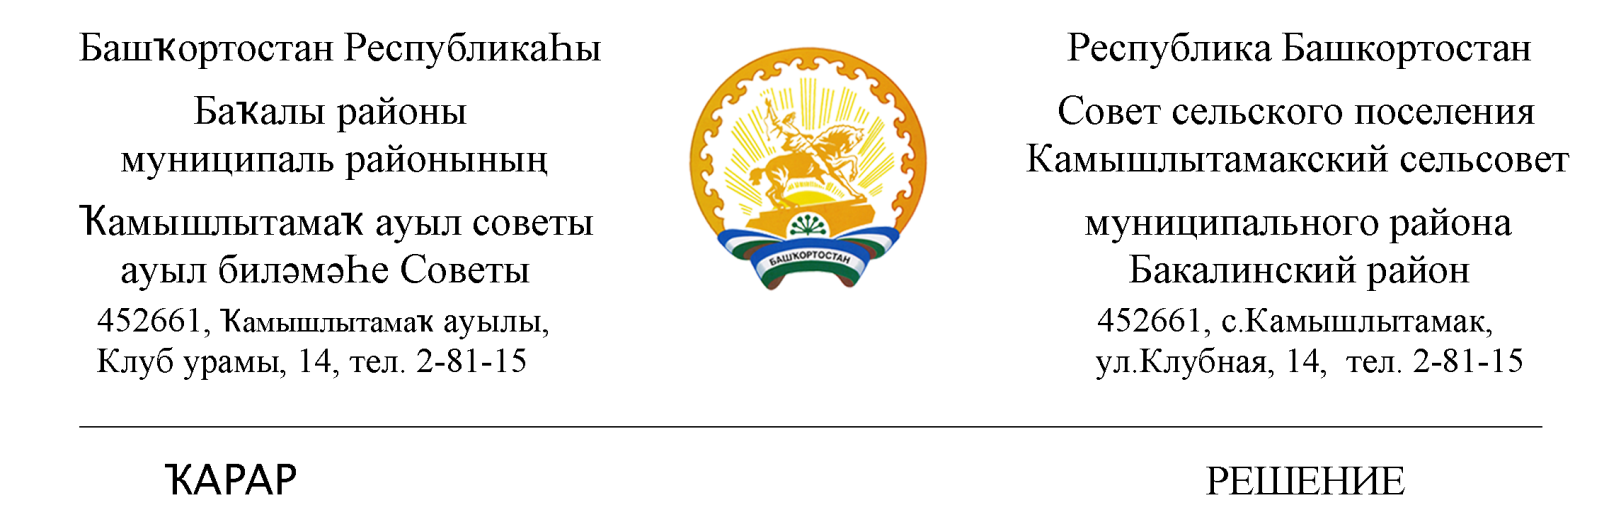 Башҡортостан Республикаһы
Баҡалы районы
муниципаль районының
Ҡамышлытамаҡ ауыл советы
ауыл биләмәһе Советы
452661, Ҡамышлытамаҡ ауылы,
Клуб урамы, 14, тел. 2-81-15
БАШҠОРТОСТАН
Республика Башкортостан
Совет сельского поселения
Камышлытамакский сельсовет
муниципального района
Бакалинский район
452661, с.Камышлытамак,
ул.Клубная, 14,  тел. 2-81-15
ҠАРАР
РЕШЕНИЕ